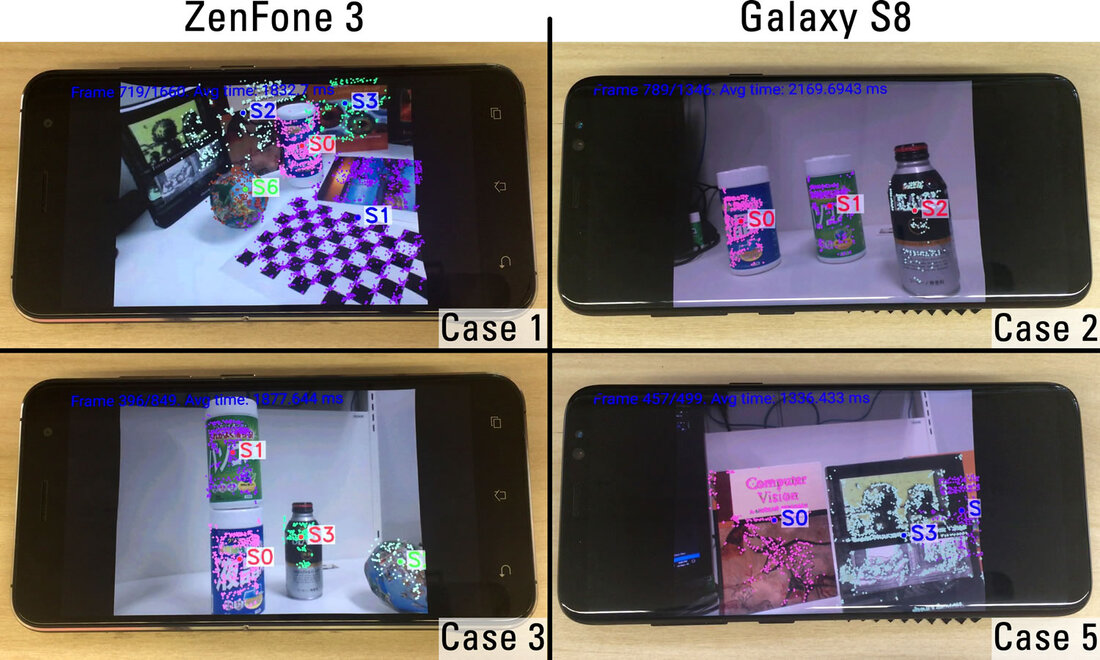 ZenFone 3
Galaxy S8
Frame 719/1660, Avg time: 1832.7 ms
S2
S3
S0
S6
S1
Case 1
Frame 789/1346, Avg time: 2169.6943 ms
S0
S1
S2
Case 2
Frame 396/849, Avg time: 1877.644 ms
S1
S3
S0
S
Case 3
Frame 457/499, Avg time: 1336.433 ms
Computer
Vision
S0
S
S3
Case 5